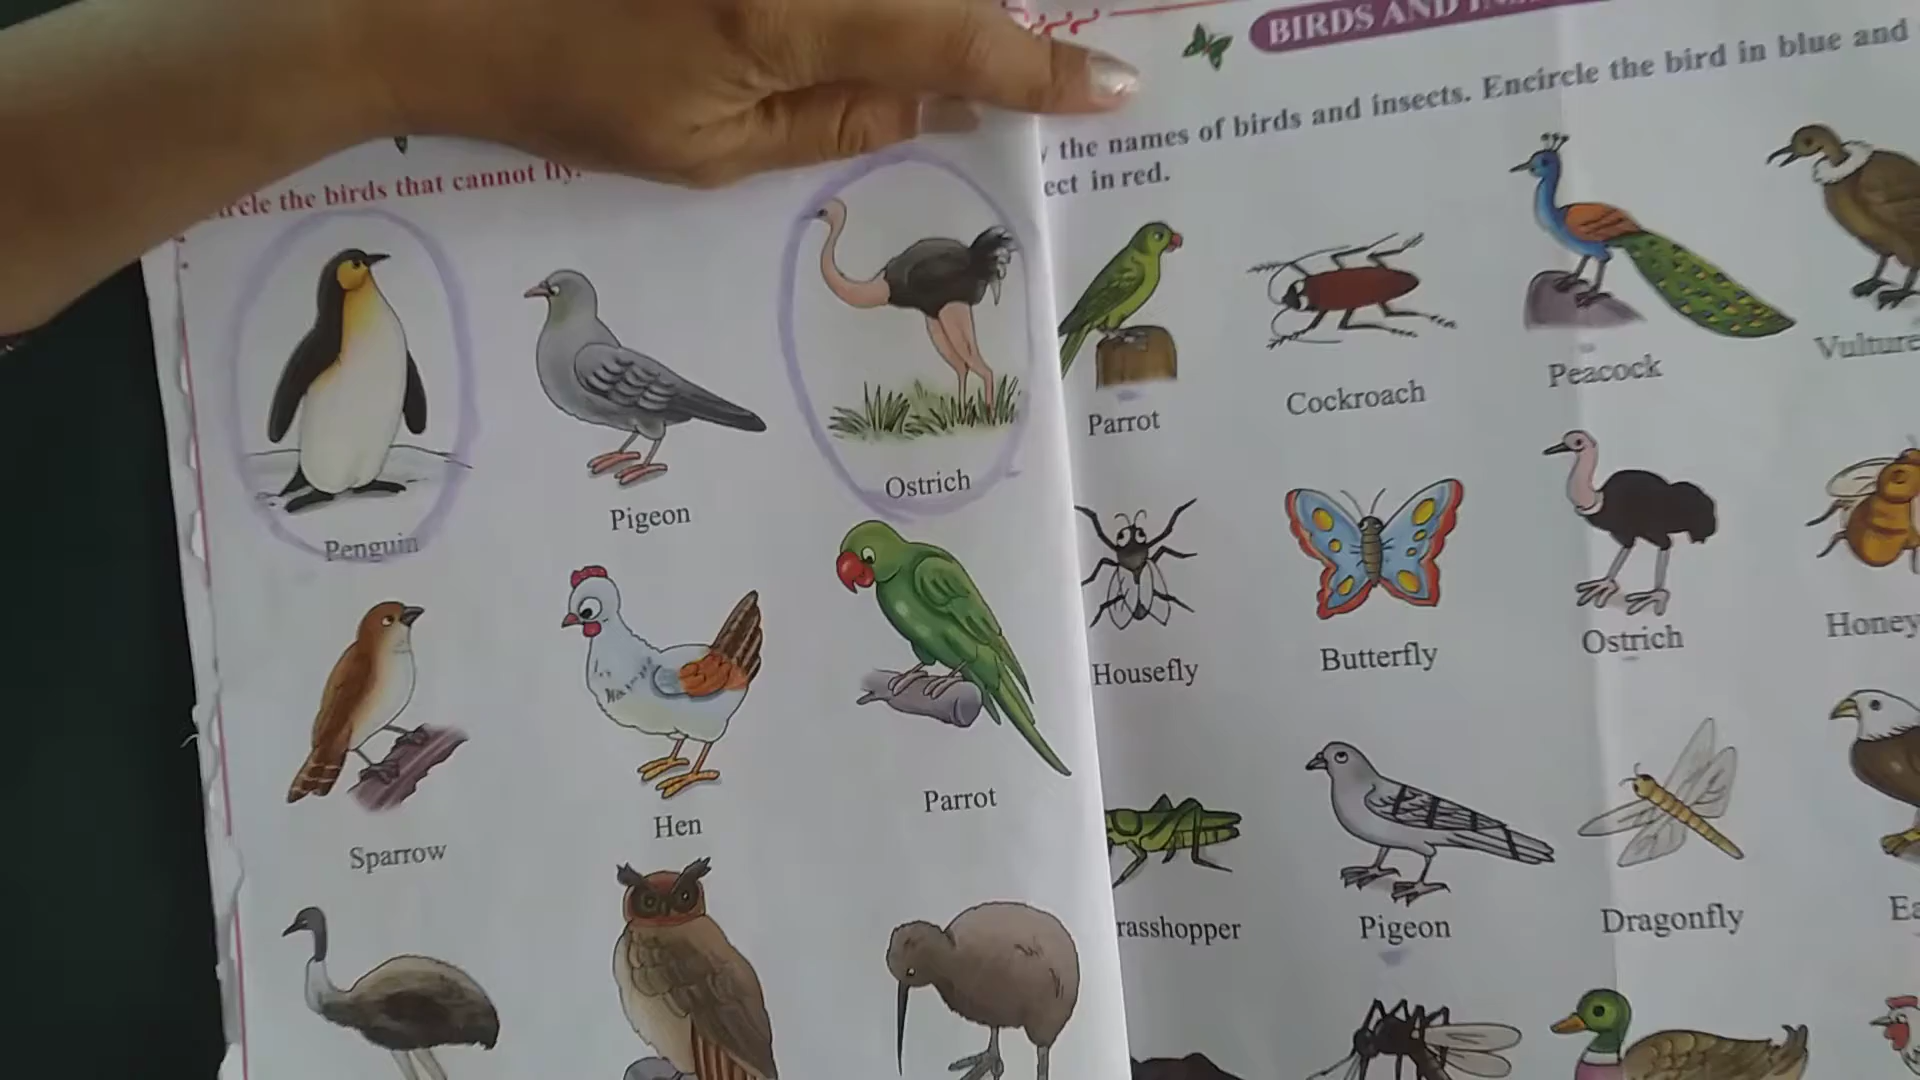 the birds that cannot fly.
Penguin
Pigeon
Ostrich
Sparrow
Hen
Parrot
BIRDS AND
the names of birds and insects. Encircle the bird in blue and
in red.
Parrot
Cockroach
Peacock
Vulture
Housefly
Butterfly
Ostrich
Honey
rasshopper
Pigeon
Dragonfly
Ea